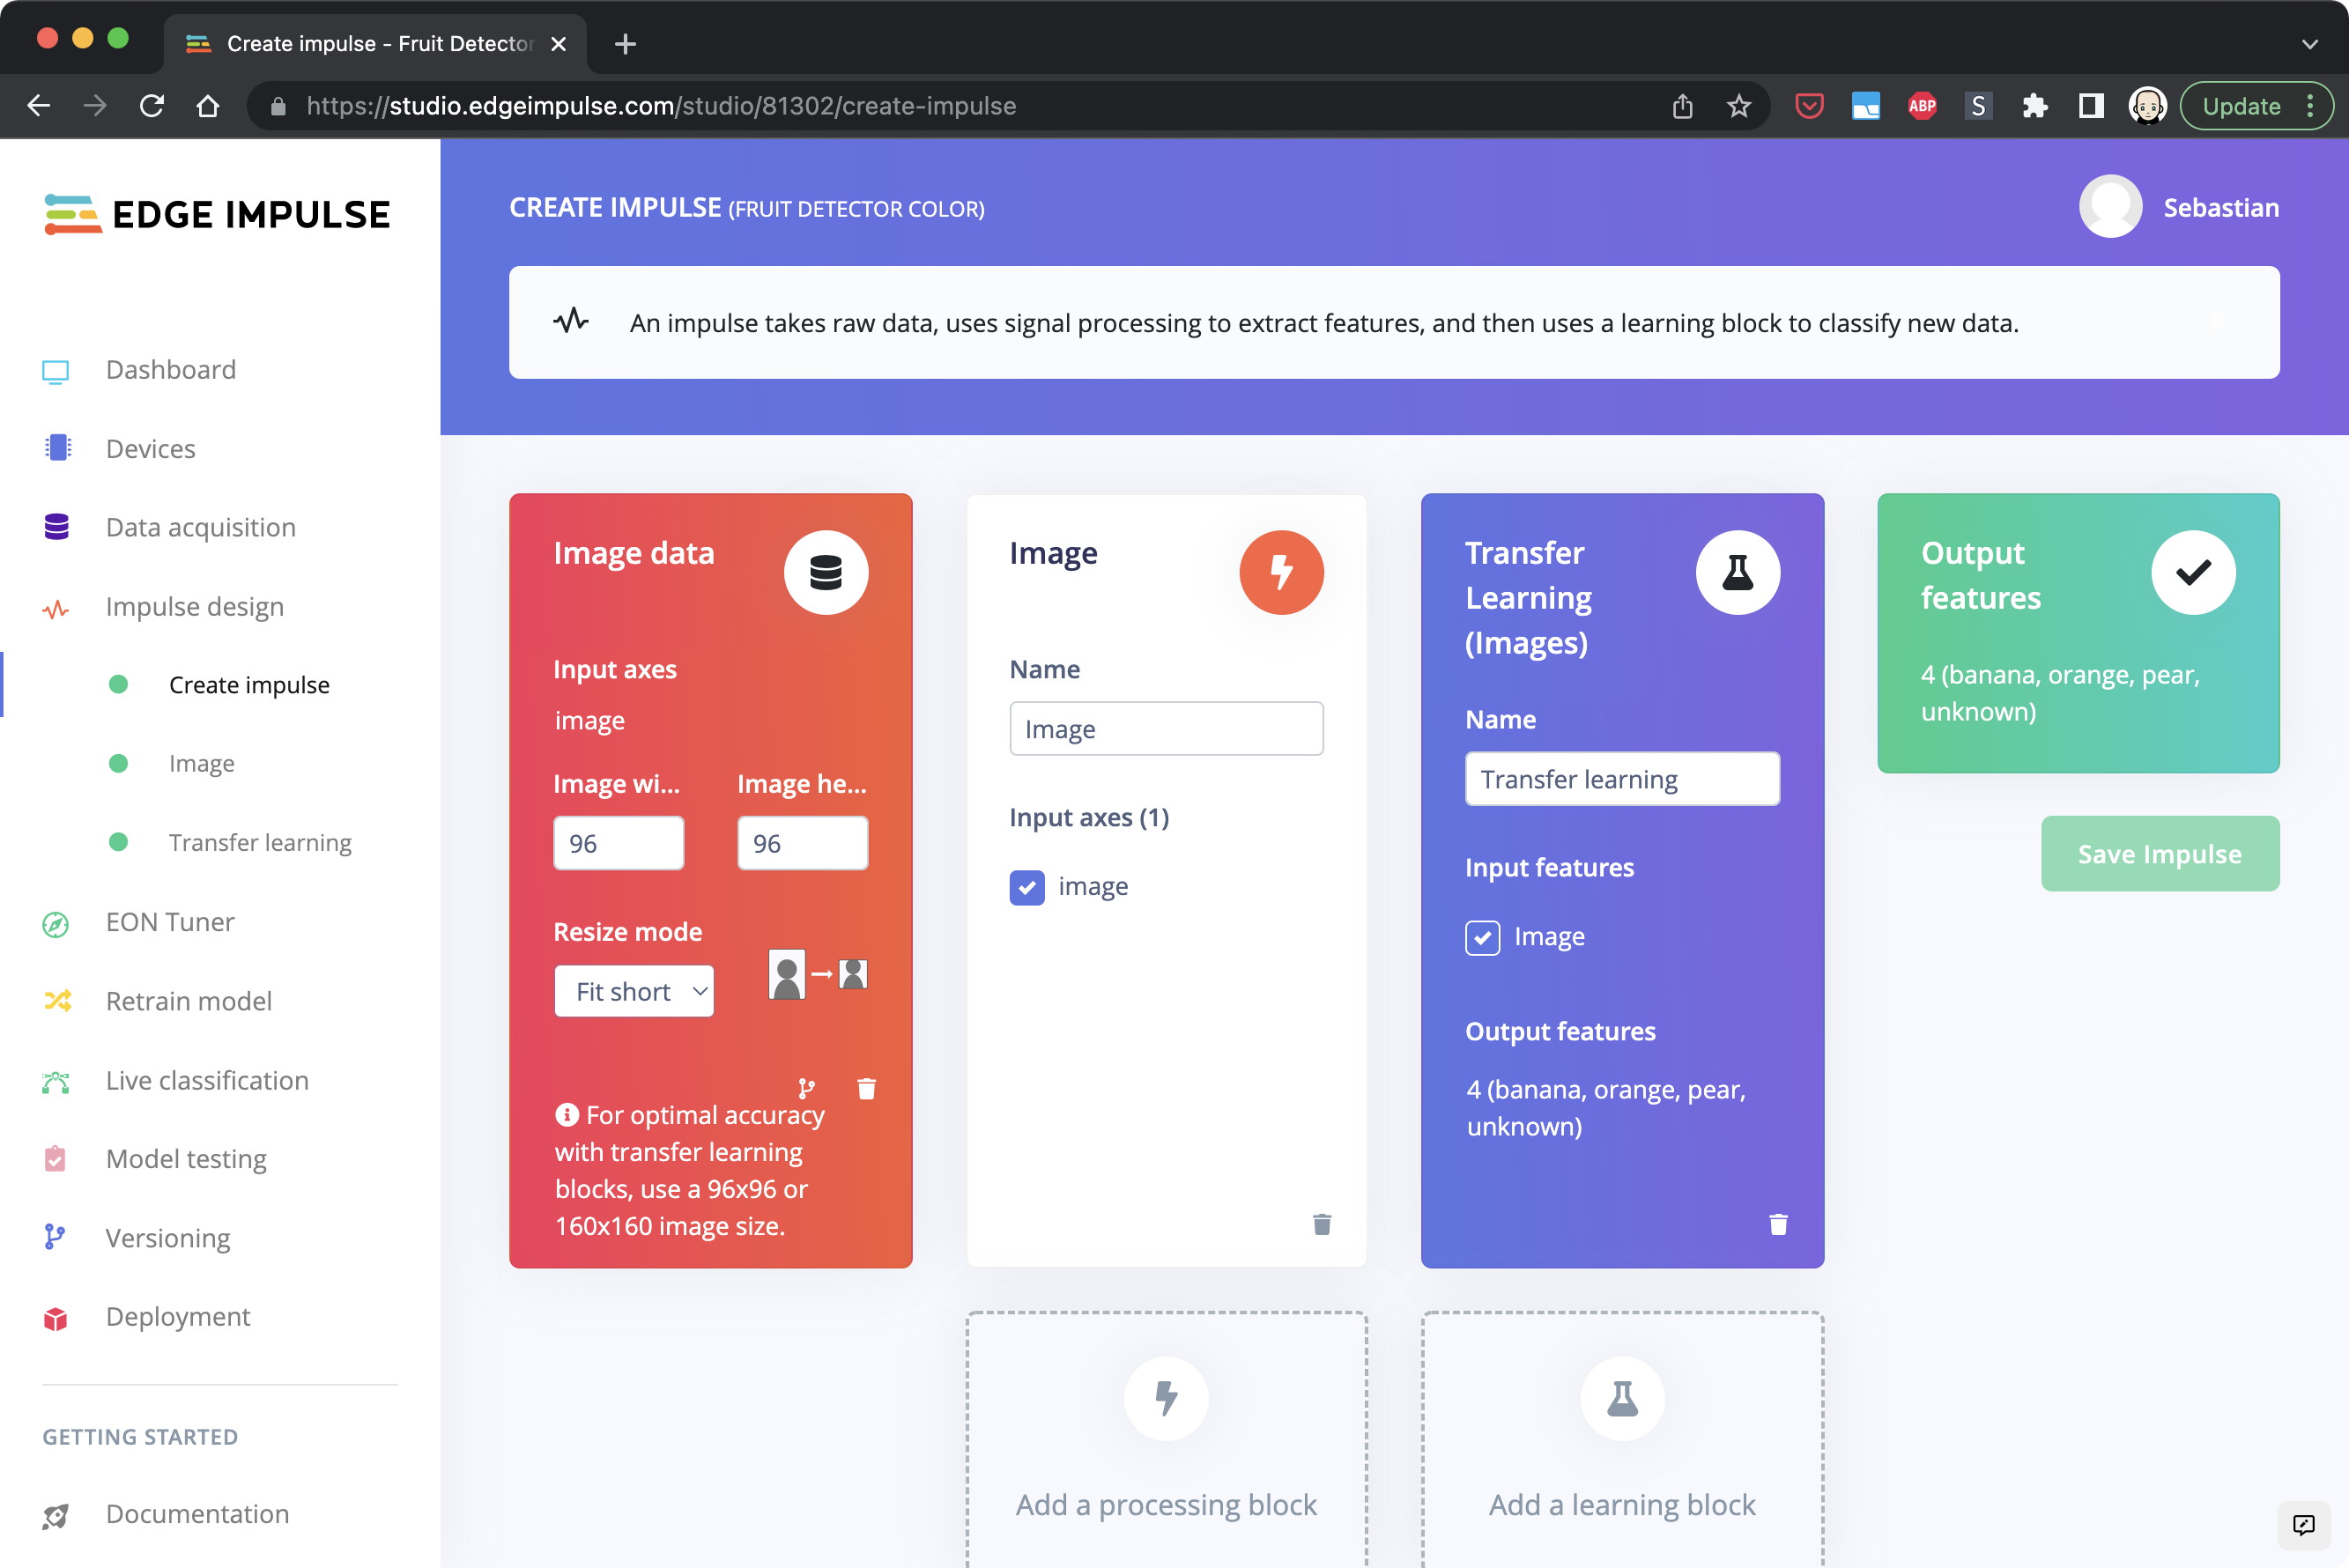 Create impulse - Fruit Detector
https://studio.edgeimpulse.com/studio/81302/create-impulse
ABP
S
Update
EDGE IMPULSE
Dashboard
Devices
Data acquisition
Impulse design
Create impulse
Image
Transfer learning
EON Tuner
Retrain model
Live classification
Model testing
Versioning
Deployment
GETTING STARTED
Documentation
CREATE IMPULSE (FRUIT DETECTOR COLOR)
Sebastian
An impulse takes raw data, uses signal processing to extract features, and then uses a learning block to classify new data.
Image data
Input axes
image
Image wi...
Image he...
96
96
Resize mode
Fit short
For optimal accuracy
with transfer learning
blocks, use a 96x96 or
160x160 image size.
Image
Name
Image
Input axes (1)
image
Transfer
Learning
(Images)
Name
Transfer learning
Input features
Image
Output features
4 (banana, orange, pear,
unknown)
Output
features
4 (banana, orange, pear,
unknown)
Save Impulse
Add a processing block
Add a learning block